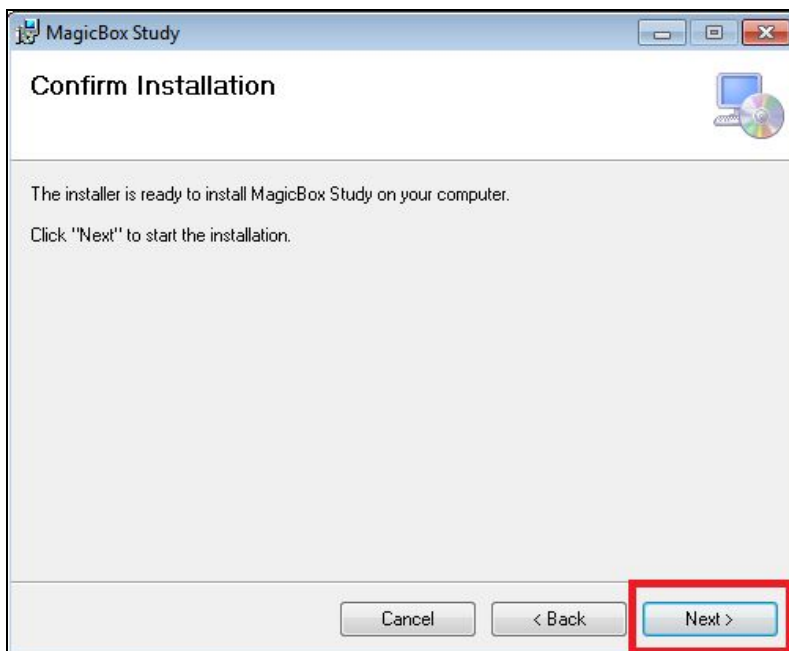 MagicBox Study
Confirm Installation
The installer is ready to install MagicBox Study on your computer.
Click "Next" to start the installation.
Cancel
< Back
Next >